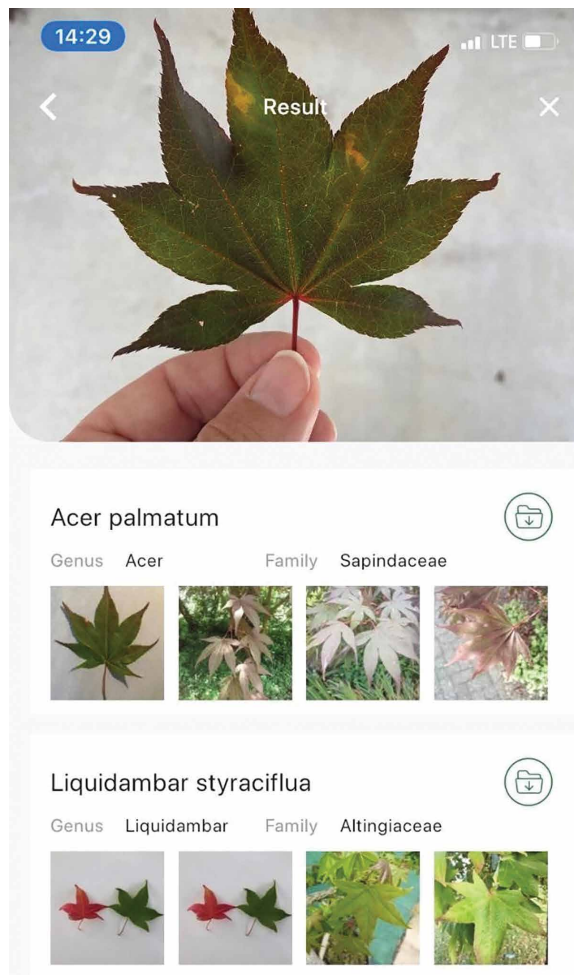 14:29 LTE
Result
Acer palmatum
Genus Acer Family Sapindaceae
Liquidambar styraciflua
Genus Liquidambar Family Altingiaceae